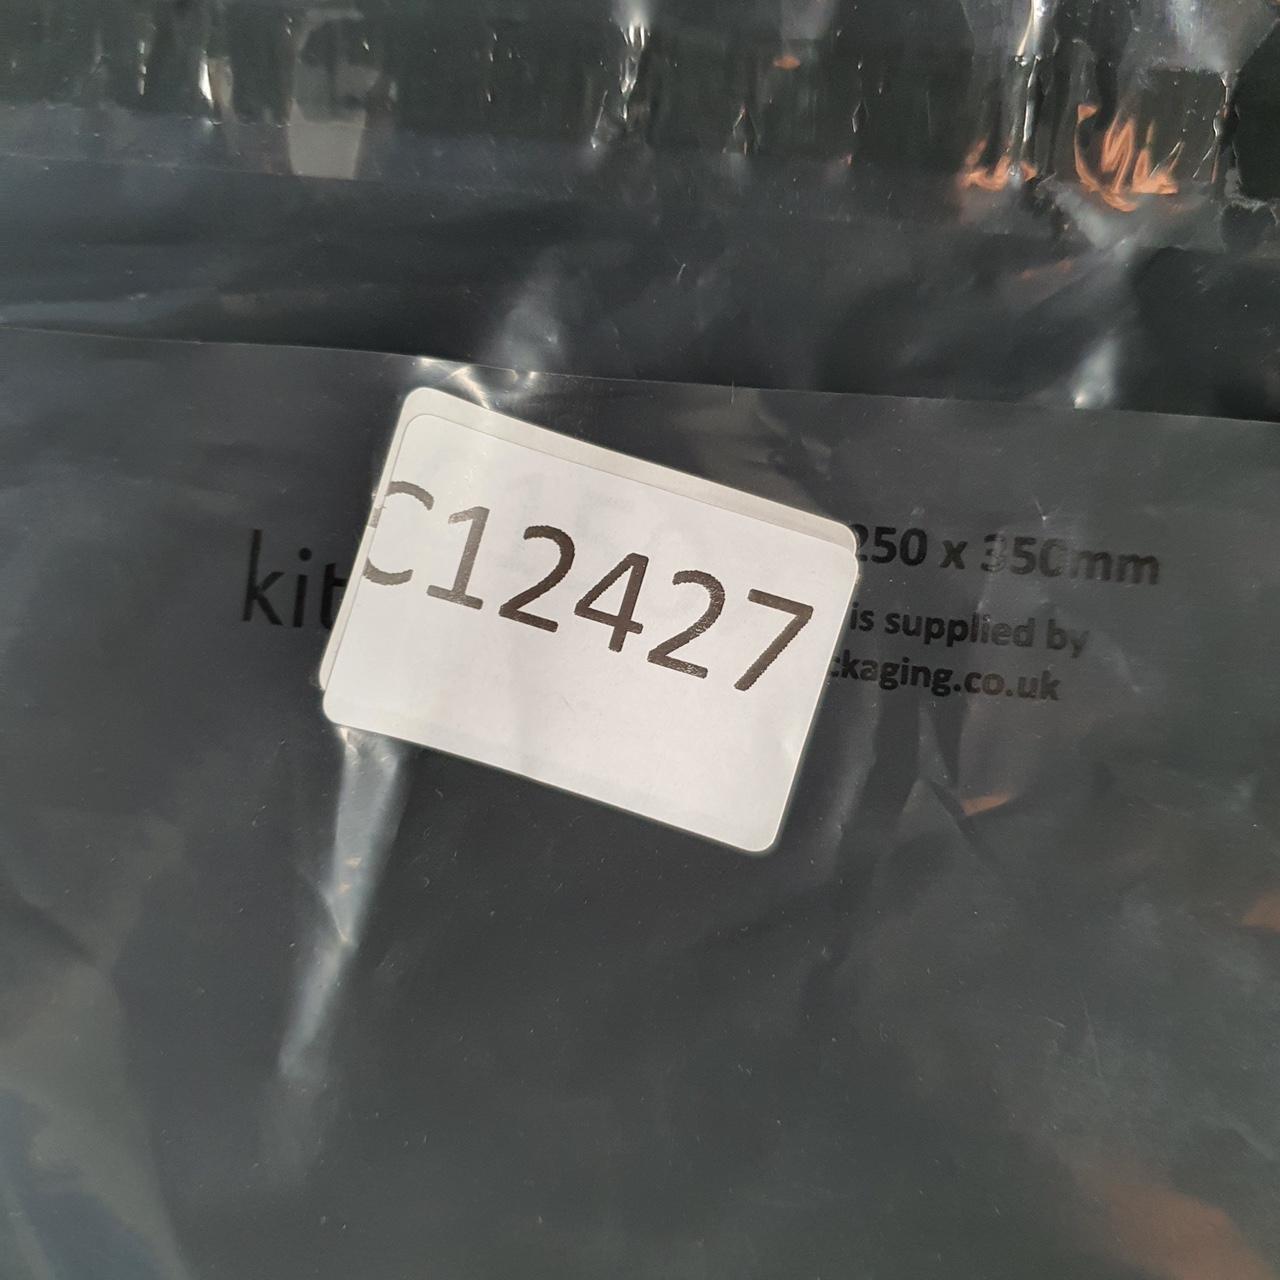 C12427
kit
250 x 350mm
is supplied by
ckaging.co.uk